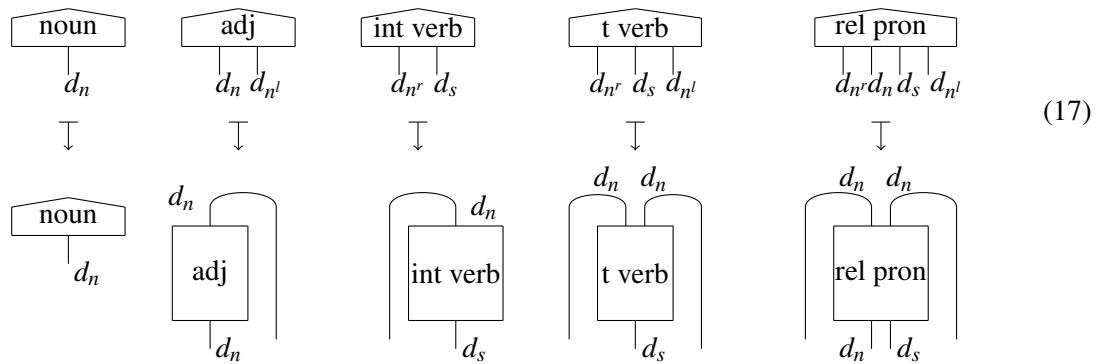 noun adj int verb t verb rel pron
d_n d_n d_{n^l} d_{n^r} d_s d_{n^r} d_s d_{n^l} d_{n^r} d_n d_s d_{n^l}
(17)
d_n d_n d_n d_n d_n
noun d_n
adj int verb t verb rel pron
d_n
d_n d_s d_s d_n d_s